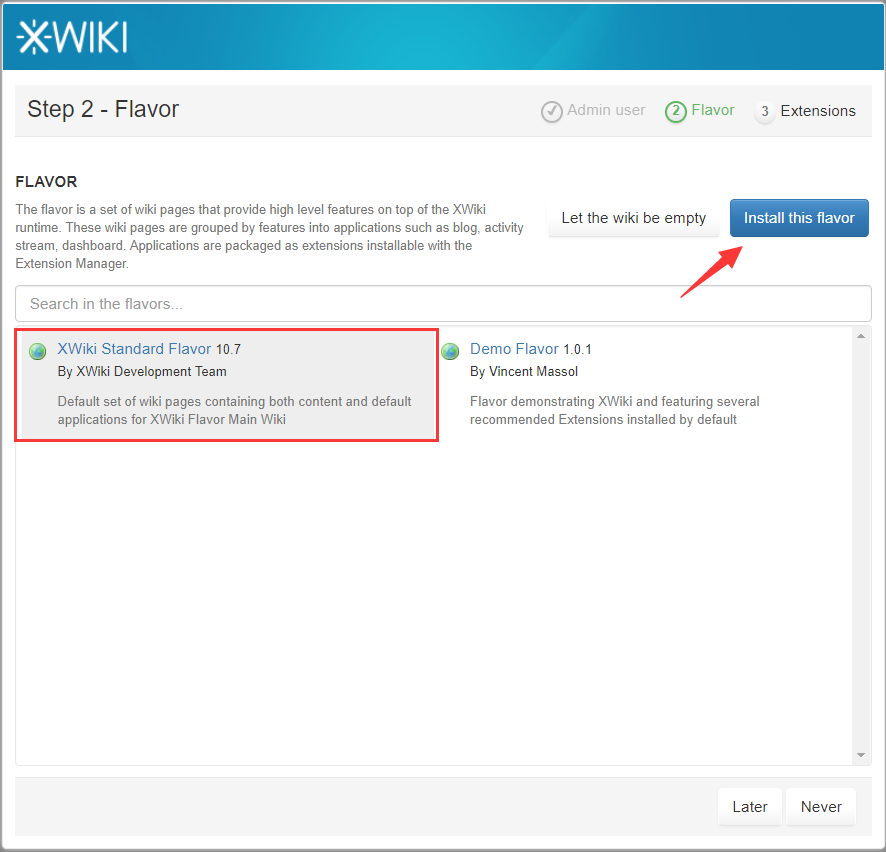 XWIKI
Step 2 - Flavor
Admin user
2 Flavor
3 Extensions
FLAVOR
The flavor is a set of wiki pages that provide high level features on top of the XWiki
runtime. These wiki pages are grouped by features into applications such as blog, activity
stream, dashboard. Applications are packaged as extensions installable with the
Extension Manager.
Let the wiki be empty
Install this flavor
Search in the flavors...
XWiki Standard Flavor 10.7
By XWiki Development Team
Default set of wiki pages containing both content and default
applications for XWiki Flavor Main Wiki
Demo Flavor 1.0.1
By Vincent Massol
Flavor demonstrating XWiki and featuring several
recommended Extensions installed by default
Later
Never